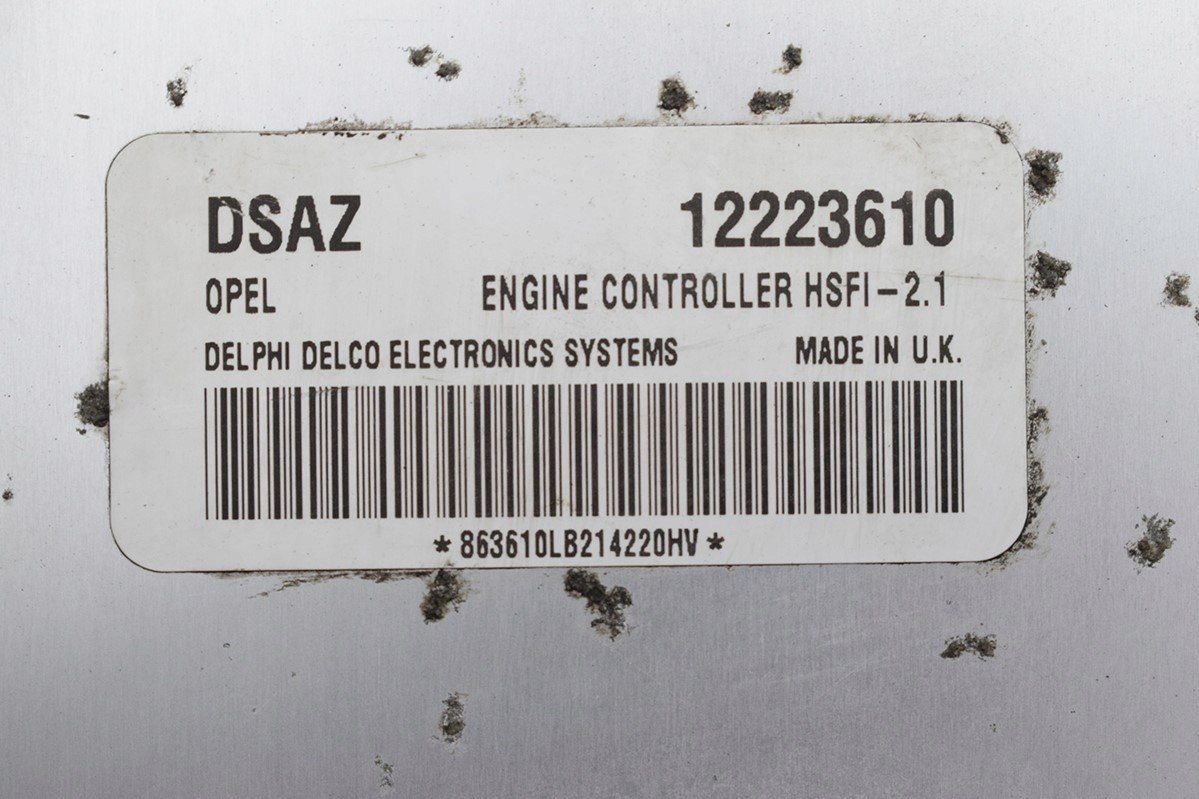 DSAZ 12223610
OPEL ENGINE CONTROLLER HSFI-2.1
DELPHI DELCO ELECTRONICS SYSTEMS MADE IN U.K.
*863610LB214220HV*